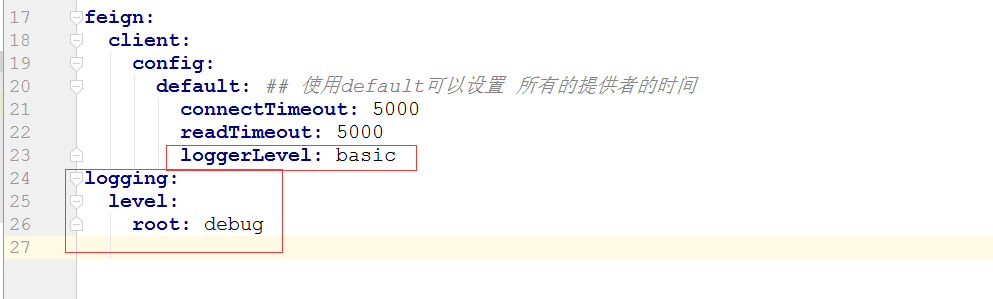 17 feign:
18   client:
19     config:
20       default: ## 使用default可以设置 所有的提供者的时间
21         connectTimeout: 5000
22         readTimeout: 5000
23         loggerLevel: basic
24 logging:
25   level:
26     root: debug
27